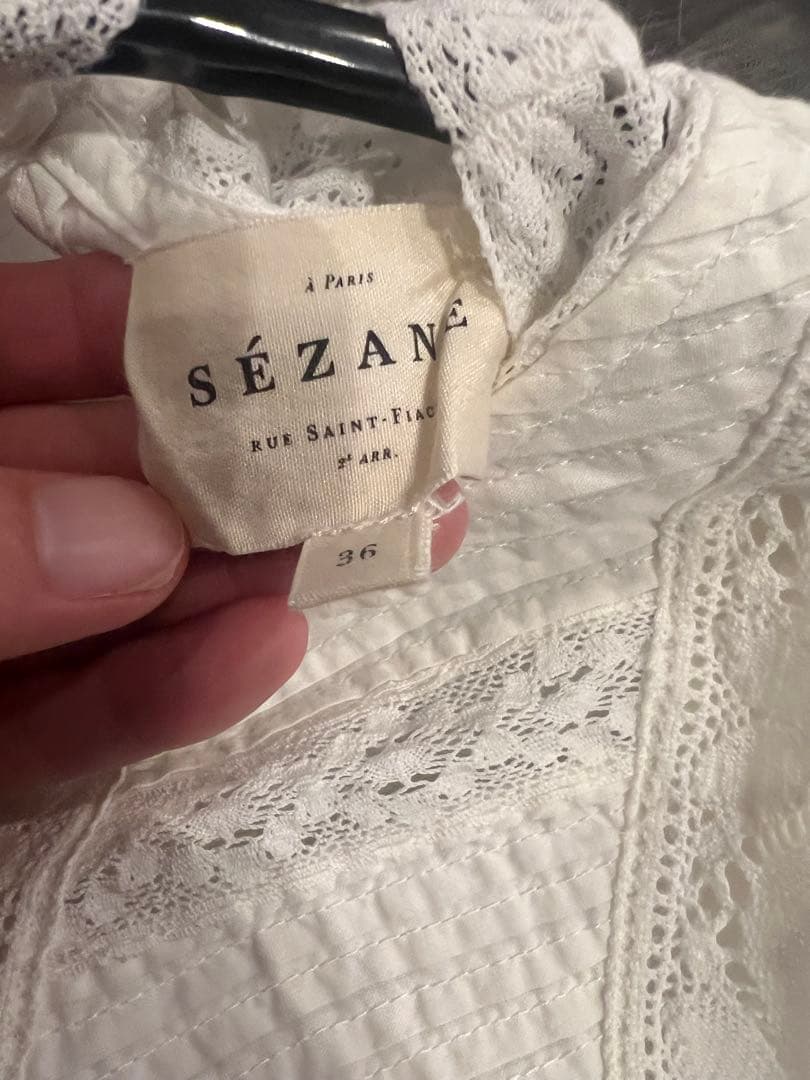 À PARIS
SÉZANE
RUE SAINT-FIAC
2E ARR.
36